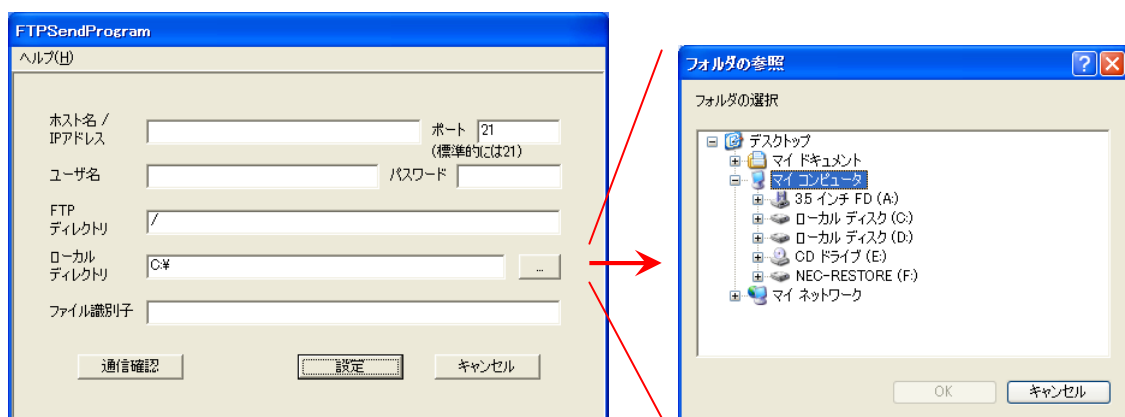 FTPSendProgram
ヘルプ(H)
ホスト名 /
IPアドレス
ポート 21
(標準的には21)
ユーザ名
パスワード
FTP
ディレクトリ
/
ローカル
ディレクトリ
C:¥
...
ファイル識別子
通信確認
設定
キャンセル
フォルダの参照
フォルダの選択
デスクトップ
マイ ドキュメント
マイ コンピュータ
3.5 インチ FD (A:)
ローカル ディスク (C:)
ローカル ディスク (D:)
CD ドライブ (E:)
NEC-RESTORE (F:)
マイ ネットワーク
OK
キャンセル